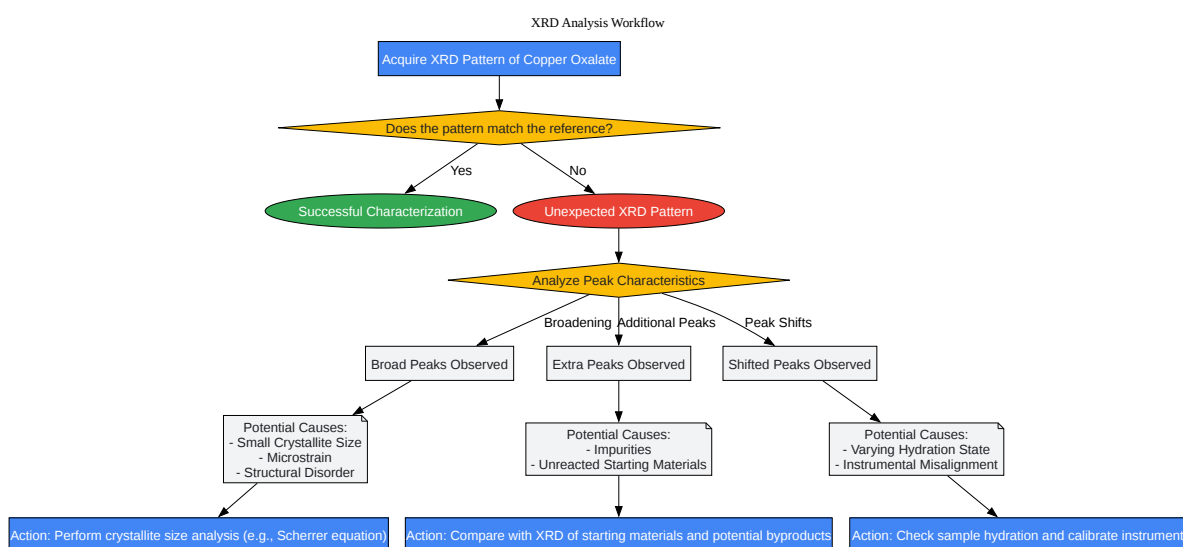 XRD Analysis Workflow
Acquire XRD Pattern of Copper Oxalate
Does the pattern match the reference?
Yes
No
Successful Characterization
Unexpected XRD Pattern
Analyze Peak Characteristics
Broadening
Additional Peaks
Peak Shifts
Broad Peaks Observed
Extra Peaks Observed
Shifted Peaks Observed
Potential Causes:
- Small Crystallite Size
- Microstrain
- Structural Disorder
Potential Causes:
- Impurities
- Unreacted Starting Materials
Potential Causes:
- Varying Hydration State
- Instrumental Misalignment
Action: Perform crystallite size analysis (e.g., Scherrer equation)
Action: Compare with XRD of starting materials and potential byproducts
Action: Check sample hydration and calibrate instrument